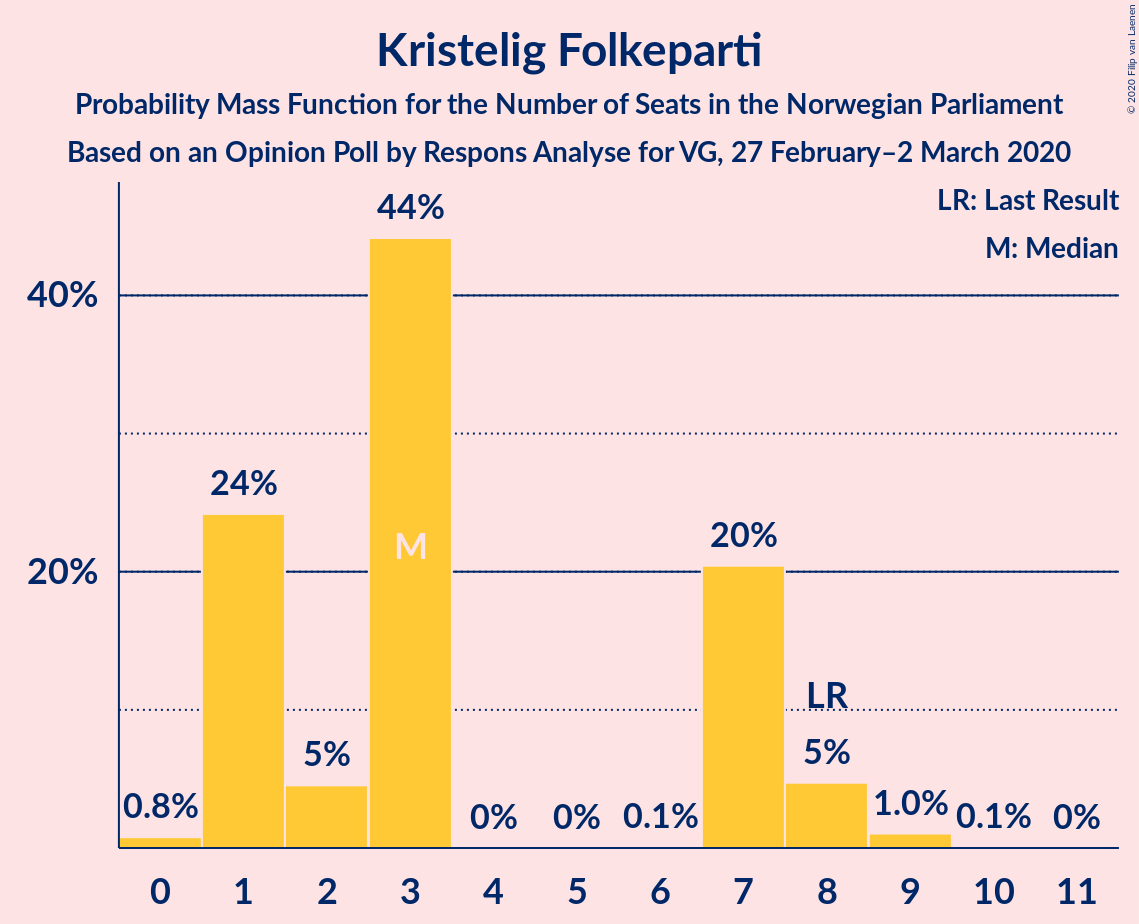 Kristelig Folkeparti
Probability Mass Function for the Number of Seats in the Norwegian Parliament
Based on an Opinion Poll by Respons Analyse for VG, 27 February–2 March 2020
© 2020 Filip van Laenen
LR: Last Result
M: Median
44%
40%
24%
20%
M
20%
LR
5%
5%
0.8%
0%
0%
0.1%
1.0%
0.1%
0%
0 1 2 3 4 5 6 7 8 9 10 11